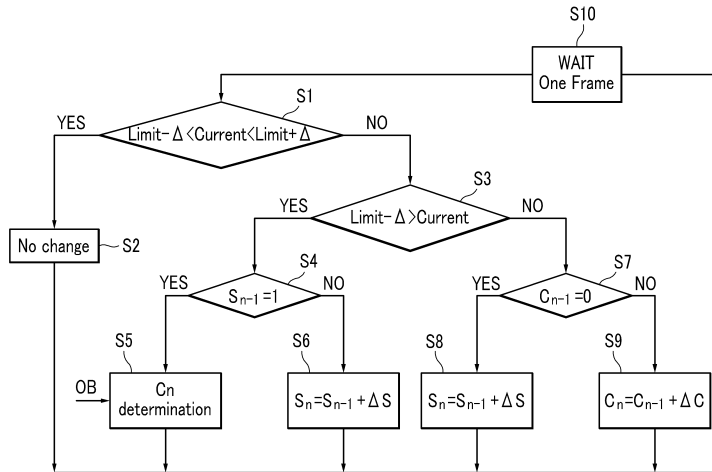 S10
WAIT
One Frame
S1
YES
Limit-Δ<Current<Limit+Δ
NO
S3
YES
Limit-Δ>Current
NO
No change
S2
S4
YES
Sn-1=1
NO
S7
YES
Cn-1=0
NO
S5
OB
Cn
determination
S6
Sn=Sn-1+ΔS
S8
Sn=Sn-1+ΔS
S9
Cn=Cn-1+ΔC